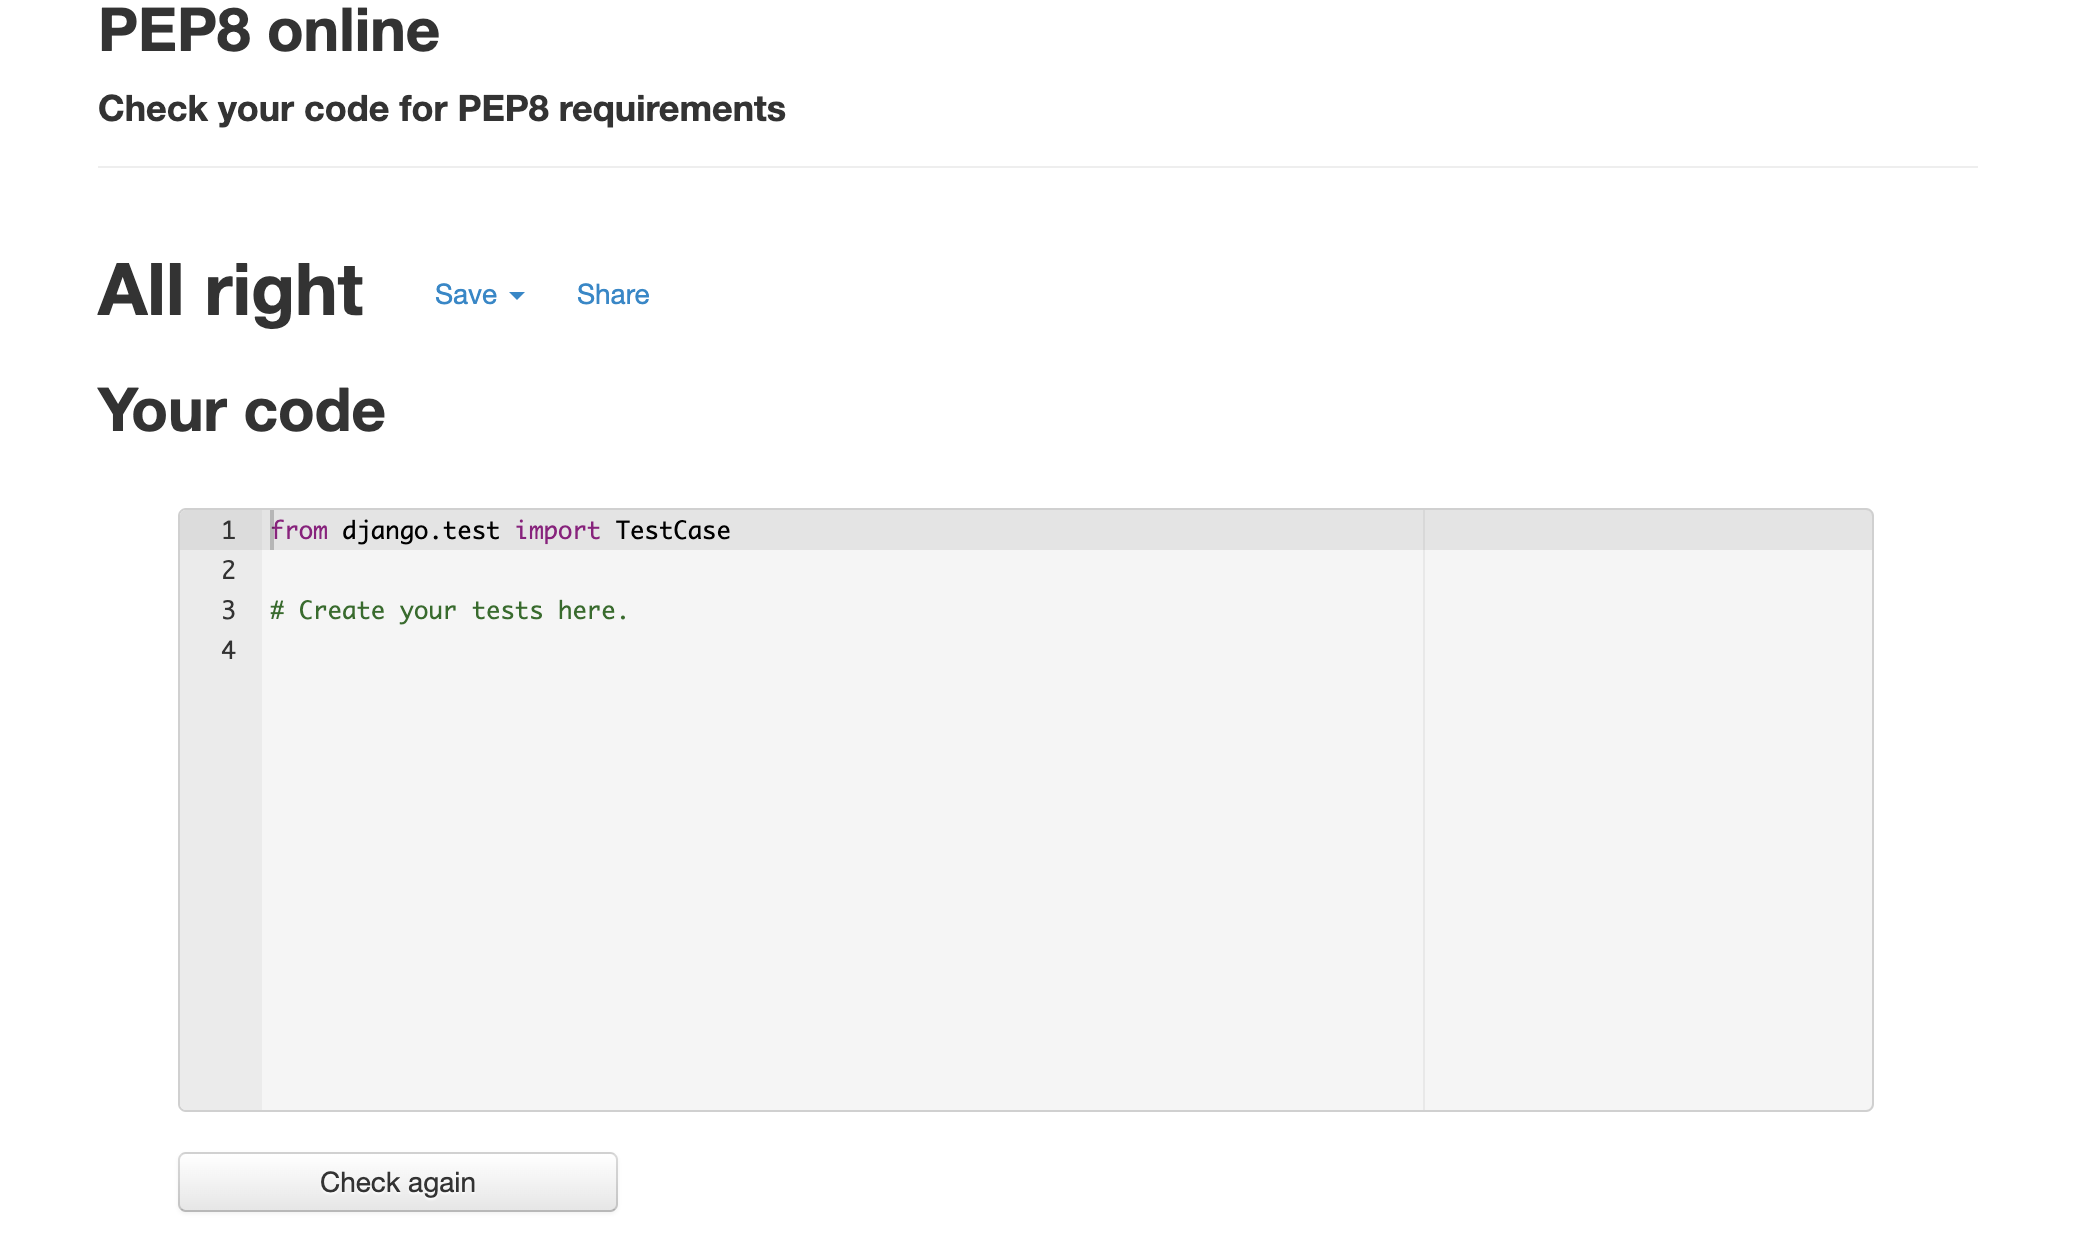 PEP8 online
Check your code for PEP8 requirements
All right Save Share
Your code
1 from django.test import TestCase
2
3 # Create your tests here.
4
Check again